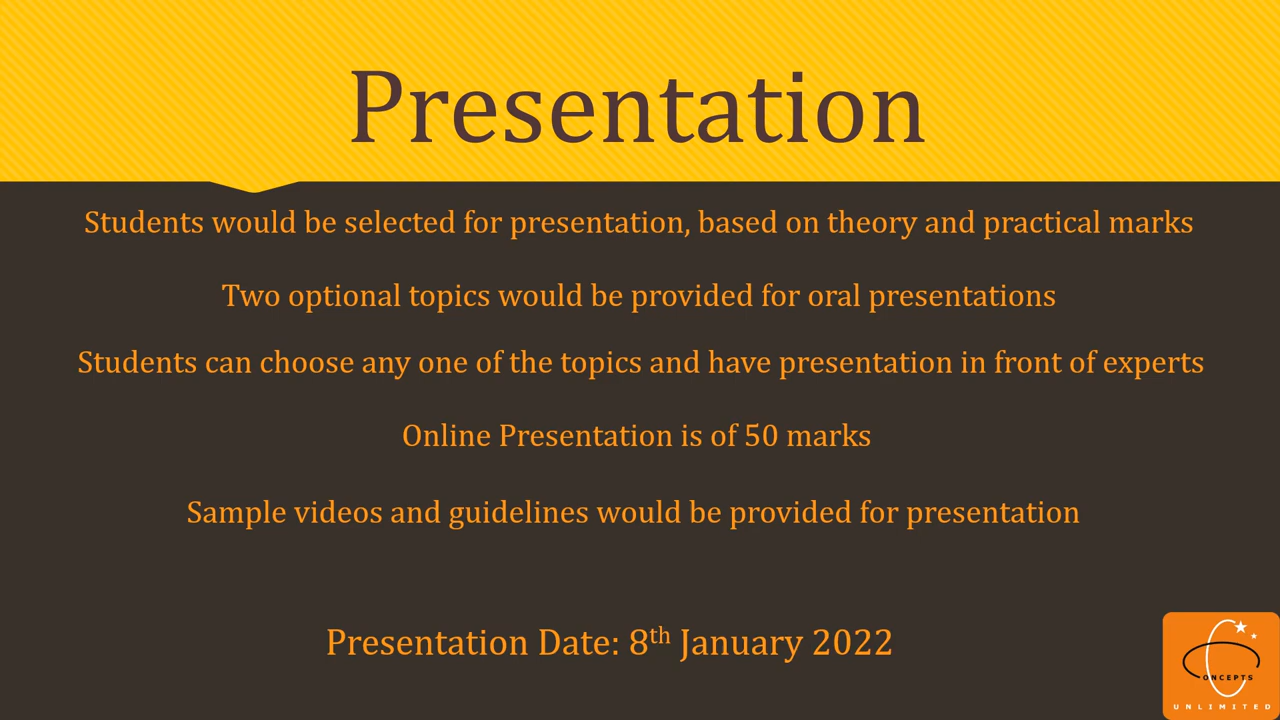 Presentation
Students would be selected for presentation, based on theory and practical marks
Two optional topics would be provided for oral presentations
Students can choose any one of the topics and have presentation in front of experts
Online Presentation is of 50 marks
Sample videos and guidelines would be provided for presentation
Presentation Date: 8th January 2022
ONCEPTS
UNLIMITED